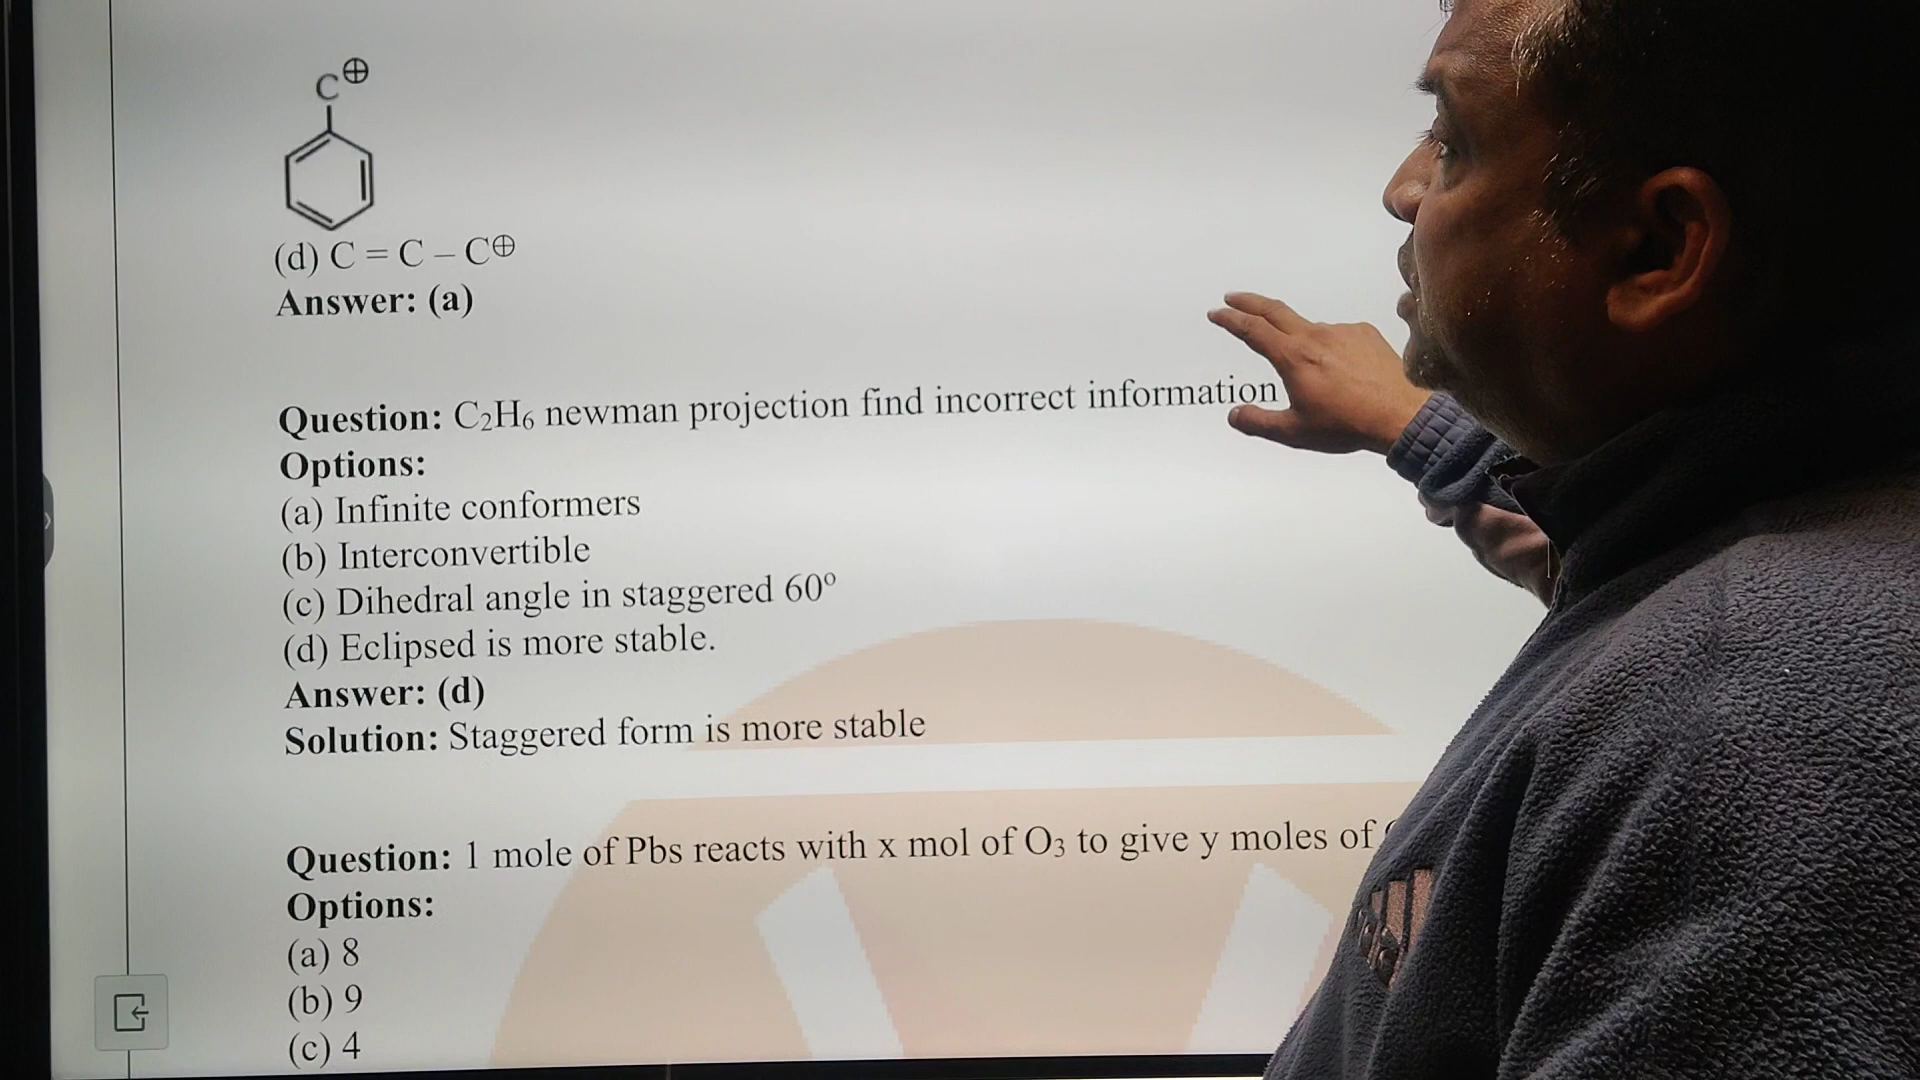 C⊕
(d) C = C – C⊕
Answer: (a)
Question: C₂H₆ newman projection find incorrect information
Options:
(a) Infinite conformers
(b) Interconvertible
(c) Dihedral angle in staggered 60º
(d) Eclipsed is more stable.
Answer: (d)
Solution: Staggered form is more stable
Question: 1 mole of Pbs reacts with x mol of O₃ to give y moles of
Options:
(a) 8
(b) 9
(c) 4